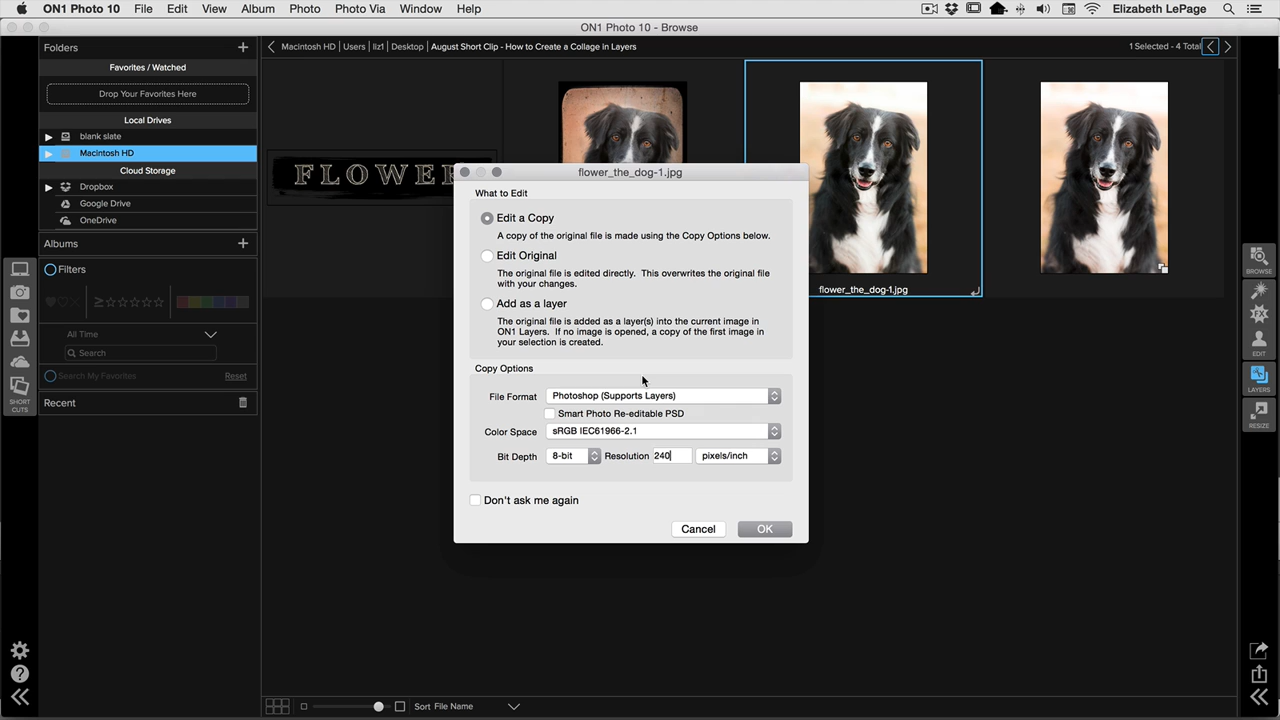 ON1 Photo 10 File Edit View Album Photo Photo Via Window Help Elizabeth LePage
ON1 Photo 10 - Browse
Folders +
Macintosh HD Users liz1 Desktop August Short Clip - How to Create a Collage in Layers 1 Selected - 4 Total
Favorites / Watched
Drop Your Favorites Here
Local Drives
blank slate
Macintosh HD
Cloud Storage
Dropbox
Google Drive
OneDrive
Albums +
Filters
All Time
Search
Search My Favorites Reset
Recent
SHORT
CUTS
FLOWE
flower_the_dog-1.jpg
flower_the_dog-1.jpg
What to Edit
Edit a Copy
A copy of the original file is made using the Copy Options below.
Edit Original
The original file is edited directly. This overwrites the original file
with your changes.
Add as a layer
The original file is added as a layer(s) into the current image in
ON1 Layers. If no image is opened, a copy of the first image in
your selection is created.
Copy Options
File Format Photoshop (Supports Layers)
Smart Photo Re-editable PSD
Color Space sRGB IEC61966-2.1
Bit Depth 8-bit Resolution 240 pixels/inch
Don't ask me again
Cancel OK
BROWSE
FX
EDIT
LAYERS
RESIZE
Sort File Name